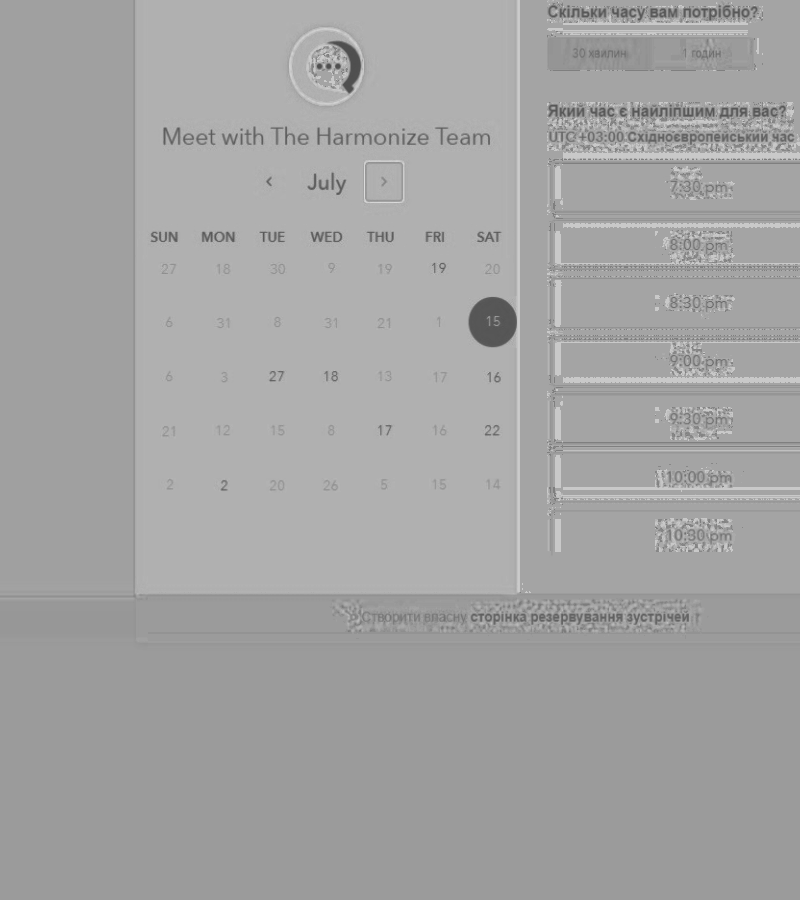 Meet with The Harmonize Team
July
SUN MON TUE WED THU FRI SAT
27 18 30 9 19 19 20
6 31 8 31 21 1 15
6 3 27 18 13 17 16
21 12 15 8 17 16 22
2 2 20 26 5 15 14
Скільки часу вам потрібно?
30 хвилин 1 годин
Який час є найліпшим для вас?
UTC +03:00 Східноєвропейський час
7:30 pm
8:00 pm
8:30 pm
9:00 pm
9:30 pm
10:00 pm
10:30 pm
Створити власну сторінка резервування зустрічей